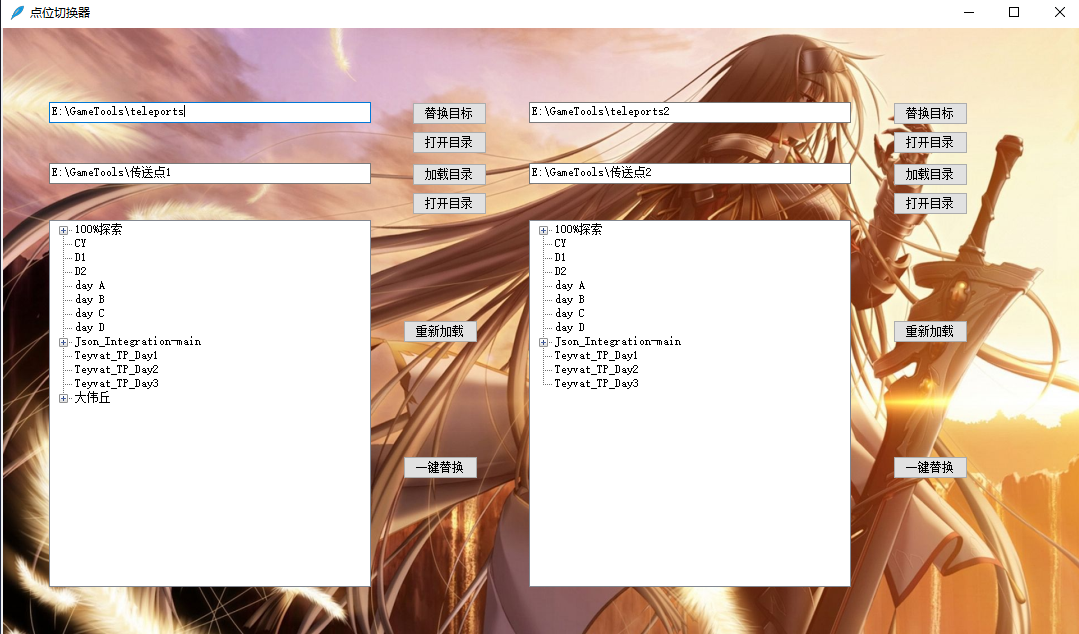 点位切换器
E:\GameTools\teleports
替换目标
打开目录
E:\GameTools\传送点1
加载目录
打开目录
100%探索
CY
D1
D2
day A
day B
day C
day D
Json_Integration-main
Teyvat_TP_Day1
Teyvat_TP_Day2
Teyvat_TP_Day3
大伟丘
重新加载
一键替换
E:\GameTools\teleports2
替换目标
打开目录
E:\GameTools\传送点2
加载目录
打开目录
100%探索
CY
D1
D2
day A
day B
day C
day D
Json_Integration-main
Teyvat_TP_Day1
Teyvat_TP_Day2
Teyvat_TP_Day3
重新加载
一键替换